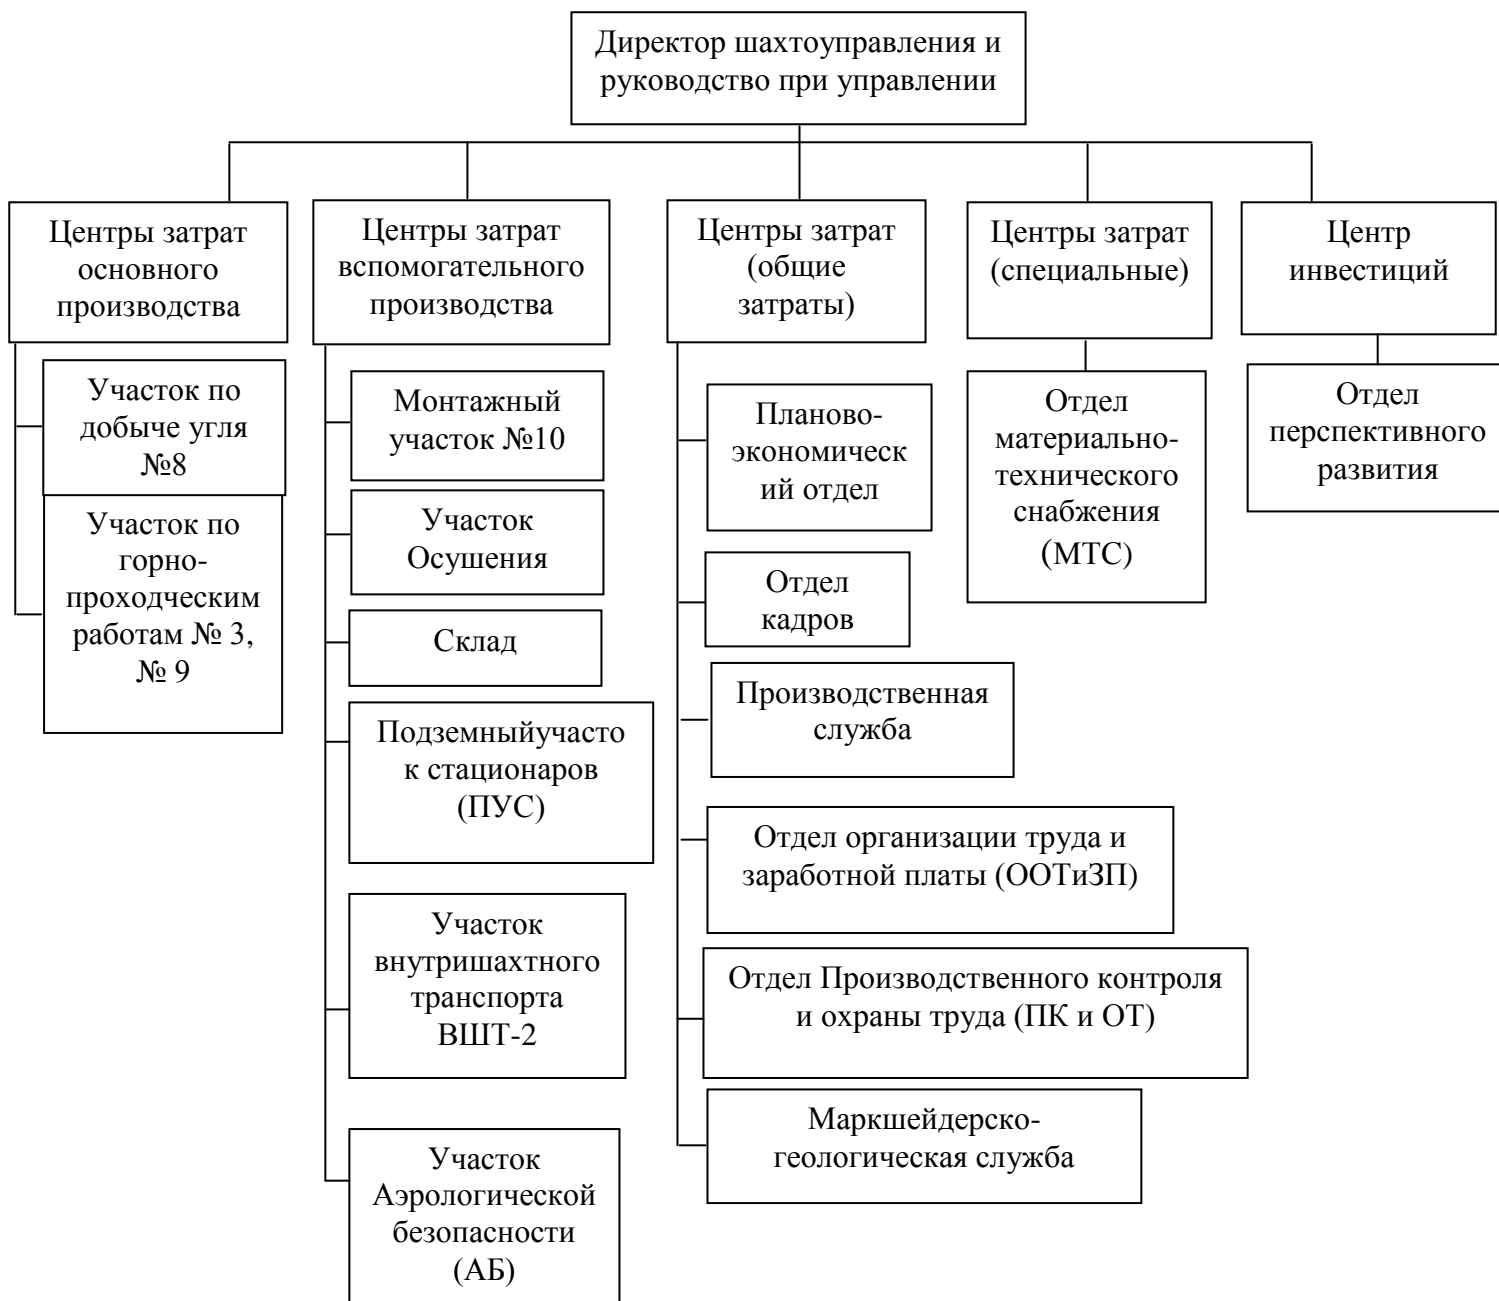 Директор шахтоуправления и
руководство при управлении
Центры затрат
основного
производства
Центры затрат
вспомогательного
производства
Центры затрат
(общие
затраты)
Центры затрат
(специальные)
Центр
инвестиций
Участок по
добыче угля
№8
Участок по
горно-
проходческим
работам № 3,
№ 9
Монтажный
участок №10
Участок
Осушения
Склад
Подземныйучасто
к стационаров
(ПУС)
Участок
внутришахтного
транспорта
ВШТ-2
Участок
Аэрологической
безопасности
(АБ)
Планово-
экономическ
ий отдел
Отдел
кадров
Производственная
служба
Отдел организации труда и
заработной платы (ООТиЗП)
Отдел Производственного контроля
и охраны труда (ПК и ОТ)
Маркшейдерско-
геологическая служба
Отдел
материально-
технического
снабжения
(МТС)
Отдел
перспективного
развития